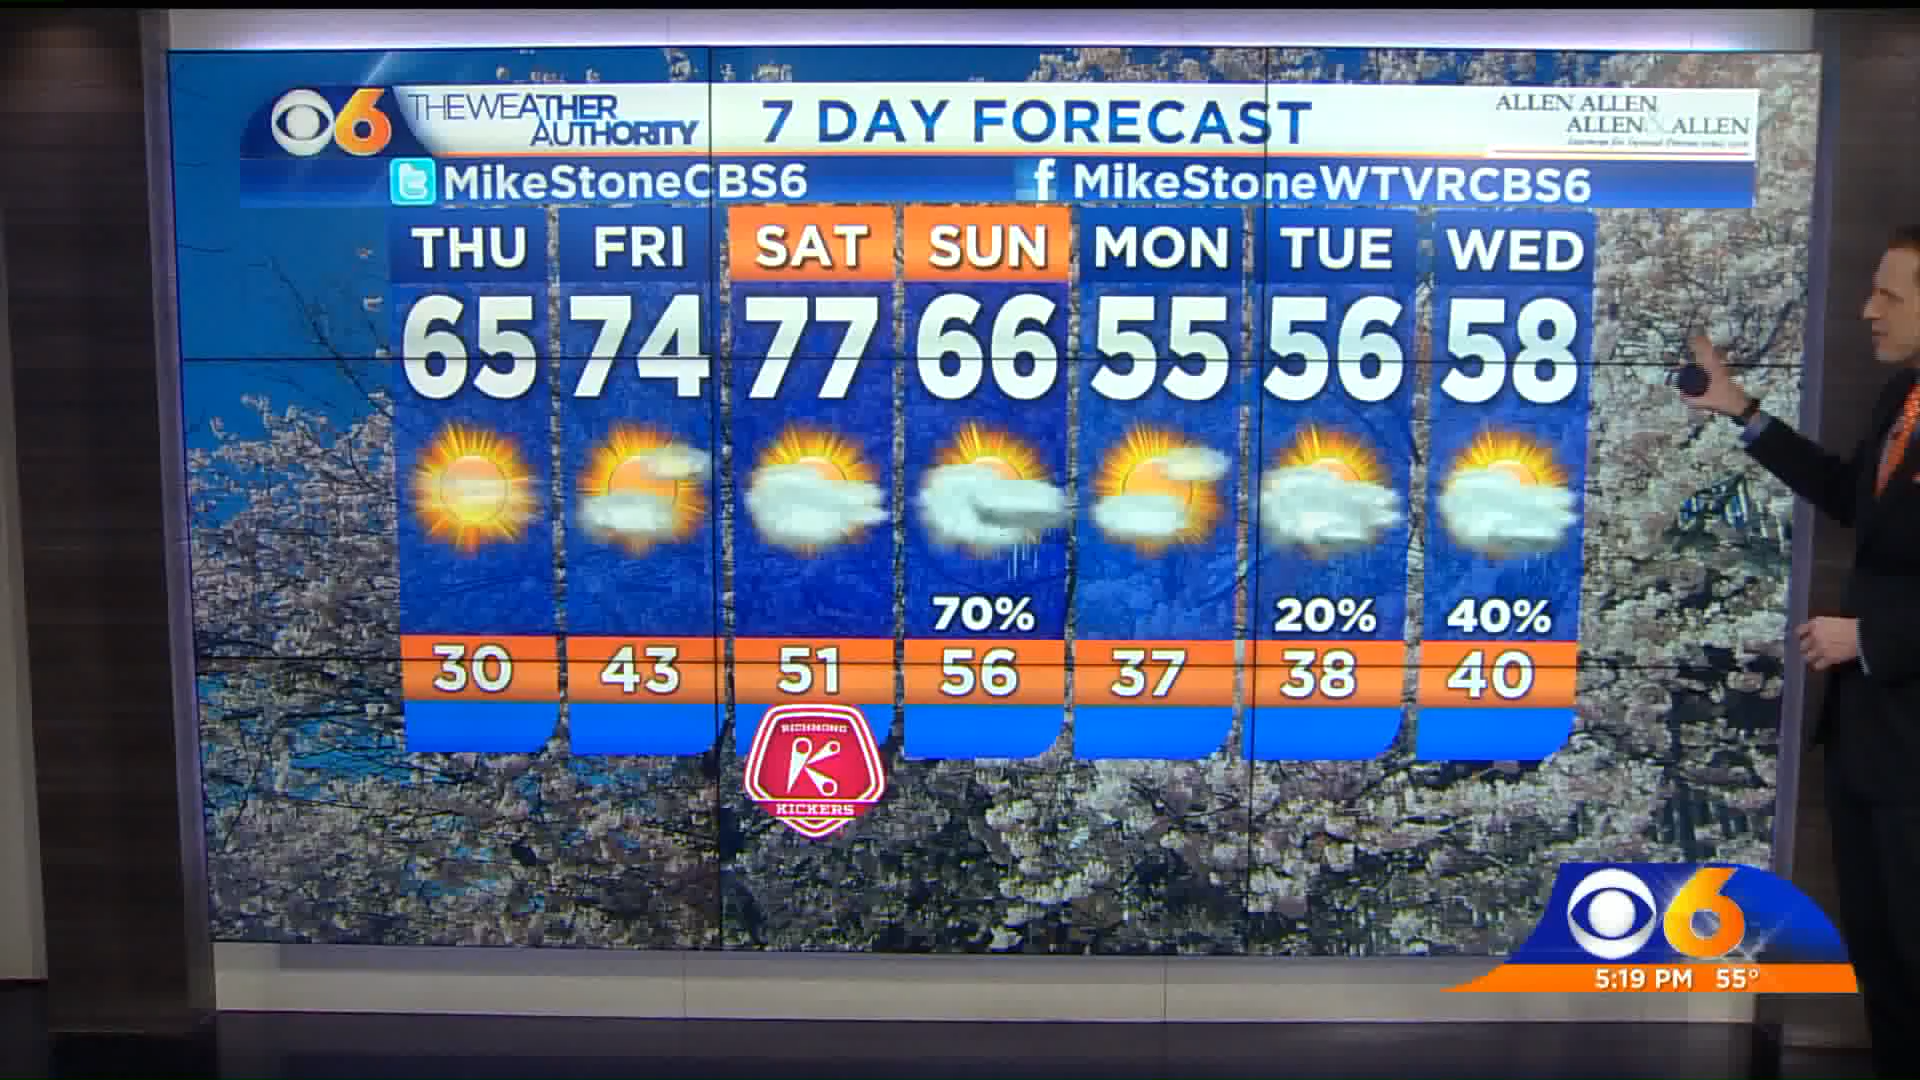 6 THE WEATHER AUTHORITY
7 DAY FORECAST
ALLEN ALLEN
ALLEN & ALLEN
MikeStoneCBS6
f MikeStoneWTVRCBS6
THU FRI SAT SUN MON TUE WED
65 74 77 66 55 56 58
70% 20% 40%
30 43 51 56 37 38 40
RICHMOND
K
KICKERS
6
5:19 PM 55°